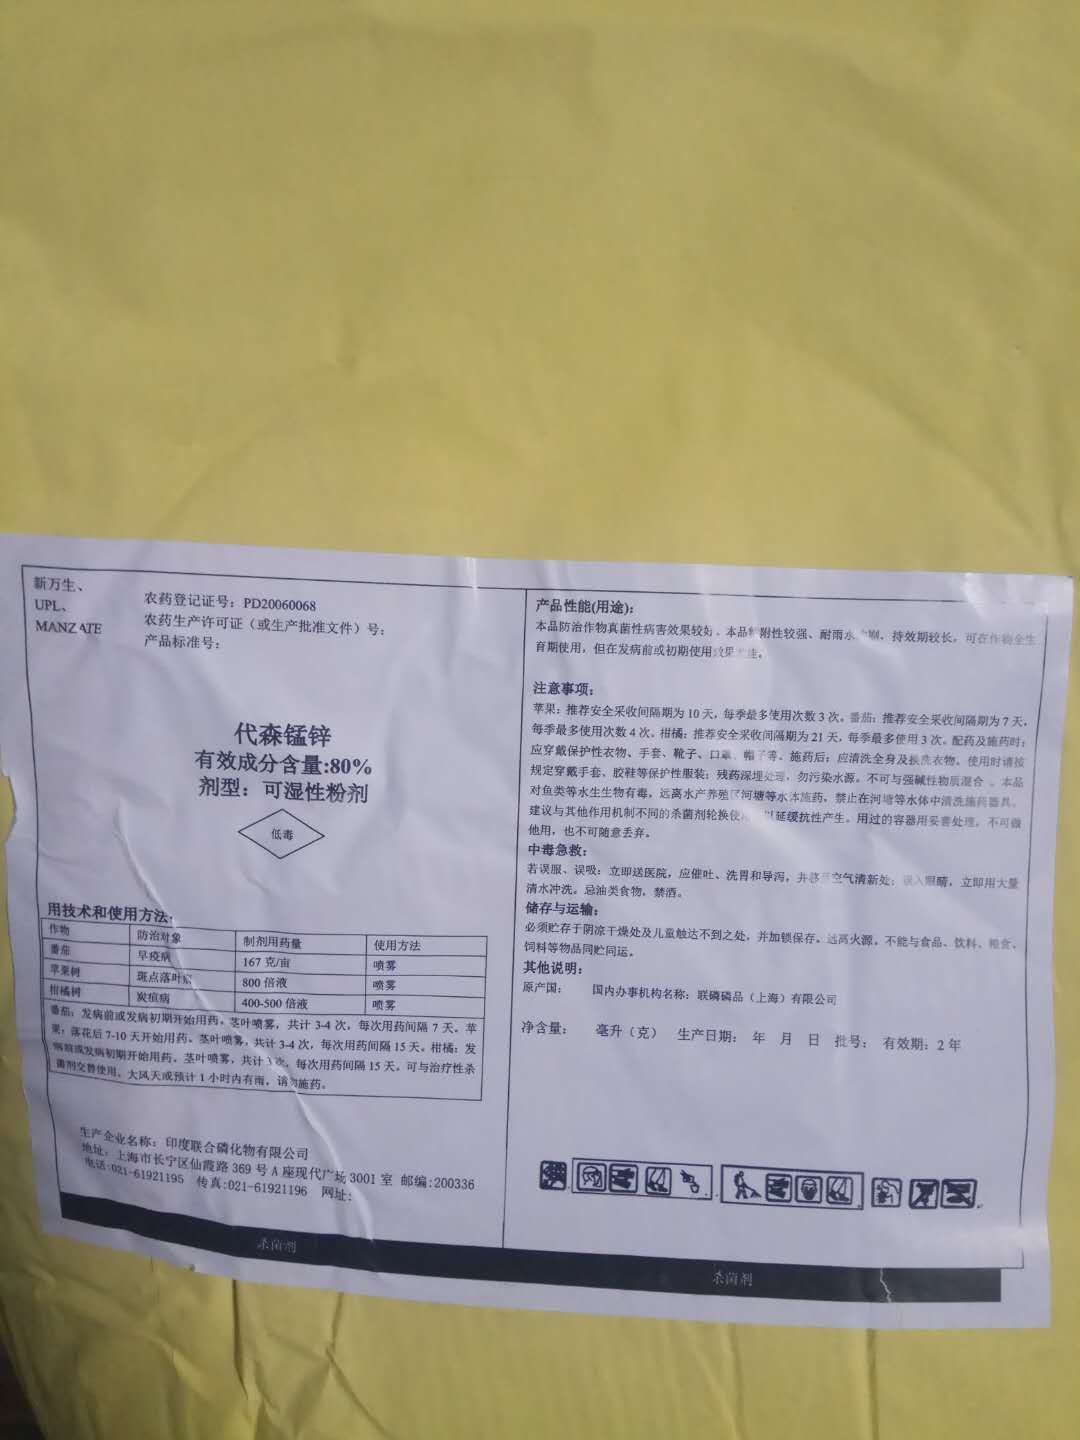 新万生、
UPL、
MANZATE
农药登记证号：PD20060068
农药生产许可证（或生产批准文件）号：
产品标准号：
代森锰锌
有效成分含量:80%
剂型：可湿性粉剂
低毒
用技术和使用方法：
作物 防治对象 制剂用药量 使用方法
番茄 早疫病 167 克/亩 喷雾
苹果树 斑点落叶病 800 倍液 喷雾
柑橘树 炭疽病 400-500 倍液 喷雾
番茄：发病前或发病初期开始用药。茎叶喷雾，共计 3-4 次，每次用药间隔 7 天。苹
果：落花后 7-10 天开始用药。茎叶喷雾，共计 3-4 次，每次用药间隔 15 天。柑橘：发
病前或发病初期开始用药。茎叶喷雾，共计 3 次，每次用药间隔 15 天。可与治疗性杀
菌剂交替使用。大风天或预计 1 小时内有雨，请勿施药。
生产企业名称：印度联合磷化物有限公司
地址：上海市长宁区仙霞路 369 号 A 座现代广场 3001 室 邮编:200336
电话:021-61921195 传真:021-61921196 网址:
杀菌剂
产品性能(用途)：
本品防治作物真菌性病害效果较好。本品附性较强、耐雨水、持效期较长，可在作物全生
育期使用，但在发病前或初期使用效果佳。
注意事项：
苹果：推荐安全采收间隔期为 10 天，每季最多使用次数 3 次。番茄：推荐安全采收间隔期为 7 天，
每季最多使用次数 4 次。柑橘：推荐安全采收间隔期为 21 天，每季最多使用 3 次。配药及施药时：
应穿戴保护性衣物、手套、靴子、口罩、帽子等。施药后：应清洗全身及换洗衣物。使用时请按
规定穿戴手套、胶鞋等保护性服装；残药深埋处理，勿污染水源。不可与强碱性物质混合 。本品
对鱼类等水生生物有毒，远离水产养殖区河塘等水体施药，禁止在河塘等水体中清洗施药器具。
建议与其他作用机制不同的杀菌剂轮换使，以延缓抗性产生。用过的容器用妥善处理，不可做
他用，也不可随意丢弃。
中毒急救：
若误服、误吸：立即送医院，应催吐、洗胃和导泻，并移至空气清新处；误入眼睛，立即用大量
清水冲洗。忌油类食物，禁酒。
储存与运输：
必须贮存于阴凉干燥处及儿童触达不到之处，并加锁保存。远离火源。不能与食品、饮料、粮食、
饲料等物品同贮同运。
其他说明：
原产国： 国内办事机构名称：联磷磷品（上海）有限公司
净含量： 毫升（克） 生产日期： 年 月 日 批号： 有效期：2 年
杀菌剂